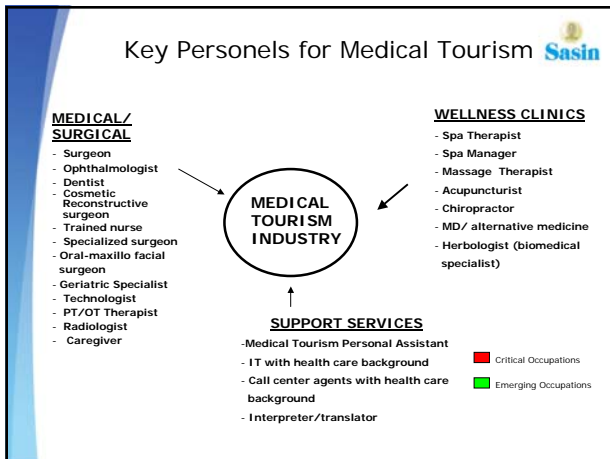 Key Personels for Medical Tourism
Sasin
MEDICAL/
SURGICAL
- Surgeon
- Ophthalmologist
- Dentist
- Cosmetic
Reconstructive
surgeon
- Trained nurse
- Specialized surgeon
- Oral-maxillo facial
surgeon
- Geriatric Specialist
- Technologist
- PT/OT Therapist
- Radiologist
- Caregiver
MEDICAL
TOURISM
INDUSTRY
WELLNESS CLINICS
- Spa Therapist
- Spa Manager
- Massage Therapist
- Acupuncturist
- Chiropractor
- MD/ alternative medicine
- Herbologist (biomedical
specialist)
SUPPORT SERVICES
-Medical Tourism Personal Assistant
- IT with health care background
- Call center agents with health care
background
- Interpreter/translator
Critical Occupations
Emerging Occupations